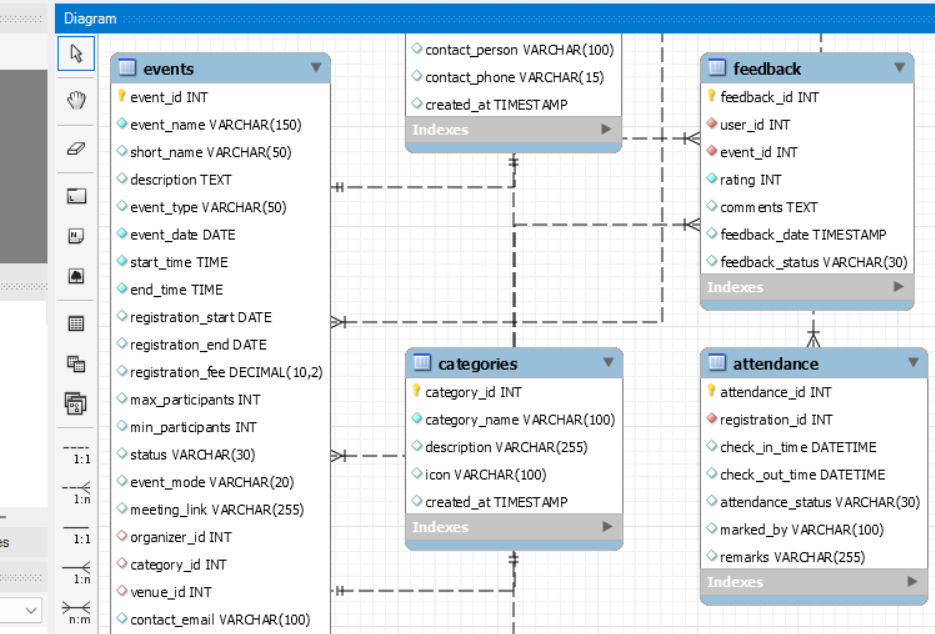 Diagram
events
event_id INT
event_name VARCHAR(150)
short_name VARCHAR(50)
description TEXT
event_type VARCHAR(50)
event_date DATE
start_time TIME
end_time TIME
registration_start DATE
registration_end DATE
registration_fee DECIMAL(10,2)
max_participants INT
min_participants INT
status VARCHAR(30)
event_mode VARCHAR(20)
meeting_link VARCHAR(255)
organizer_id INT
category_id INT
venue_id INT
contact_email VARCHAR(100)
contact_person VARCHAR(100)
contact_phone VARCHAR(15)
created_at TIMESTAMP
Indexes
categories
category_id INT
category_name VARCHAR(100)
description VARCHAR(255)
icon VARCHAR(100)
created_at TIMESTAMP
Indexes
feedback
feedback_id INT
user_id INT
event_id INT
rating INT
comments TEXT
feedback_date TIMESTAMP
feedback_status VARCHAR(30)
Indexes
attendance
attendance_id INT
registration_id INT
check_in_time DATETIME
check_out_time DATETIME
attendance_status VARCHAR(30)
marked_by VARCHAR(100)
remarks VARCHAR(255)
Indexes
1:1
1:n
1:1
1:n
n:m